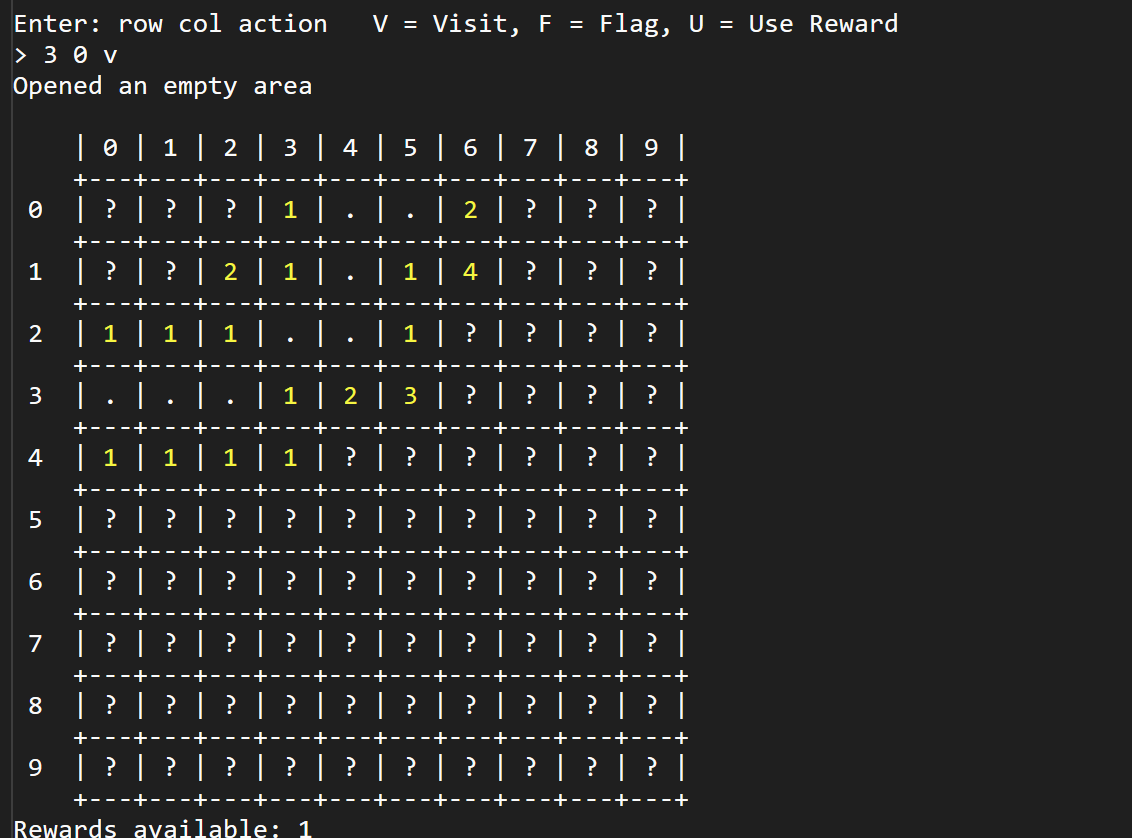 Enter: row col action   V = Visit, F = Flag, U = Use Reward
> 3 0 v
Opened an empty area
    | 0 | 1 | 2 | 3 | 4 | 5 | 6 | 7 | 8 | 9 |
    +---+---+---+---+---+---+---+---+---+---+
0   | ? | ? | ? | 1 | . | . | 2 | ? | ? | ? |
    +---+---+---+---+---+---+---+---+---+---+
1   | ? | ? | 2 | 1 | . | 1 | 4 | ? | ? | ? |
    +---+---+---+---+---+---+---+---+---+---+
2   | 1 | 1 | 1 | . | . | 1 | ? | ? | ? | ? |
    +---+---+---+---+---+---+---+---+---+---+
3   | . | . | . | 1 | 2 | 3 | ? | ? | ? | ? |
    +---+---+---+---+---+---+---+---+---+---+
4   | 1 | 1 | 1 | 1 | ? | ? | ? | ? | ? | ? |
    +---+---+---+---+---+---+---+---+---+---+
5   | ? | ? | ? | ? | ? | ? | ? | ? | ? | ? |
    +---+---+---+---+---+---+---+---+---+---+
6   | ? | ? | ? | ? | ? | ? | ? | ? | ? | ? |
    +---+---+---+---+---+---+---+---+---+---+
7   | ? | ? | ? | ? | ? | ? | ? | ? | ? | ? |
    +---+---+---+---+---+---+---+---+---+---+
8   | ? | ? | ? | ? | ? | ? | ? | ? | ? | ? |
    +---+---+---+---+---+---+---+---+---+---+
9   | ? | ? | ? | ? | ? | ? | ? | ? | ? | ? |
    +---+---+---+---+---+---+---+---+---+---+
Rewards available: 1